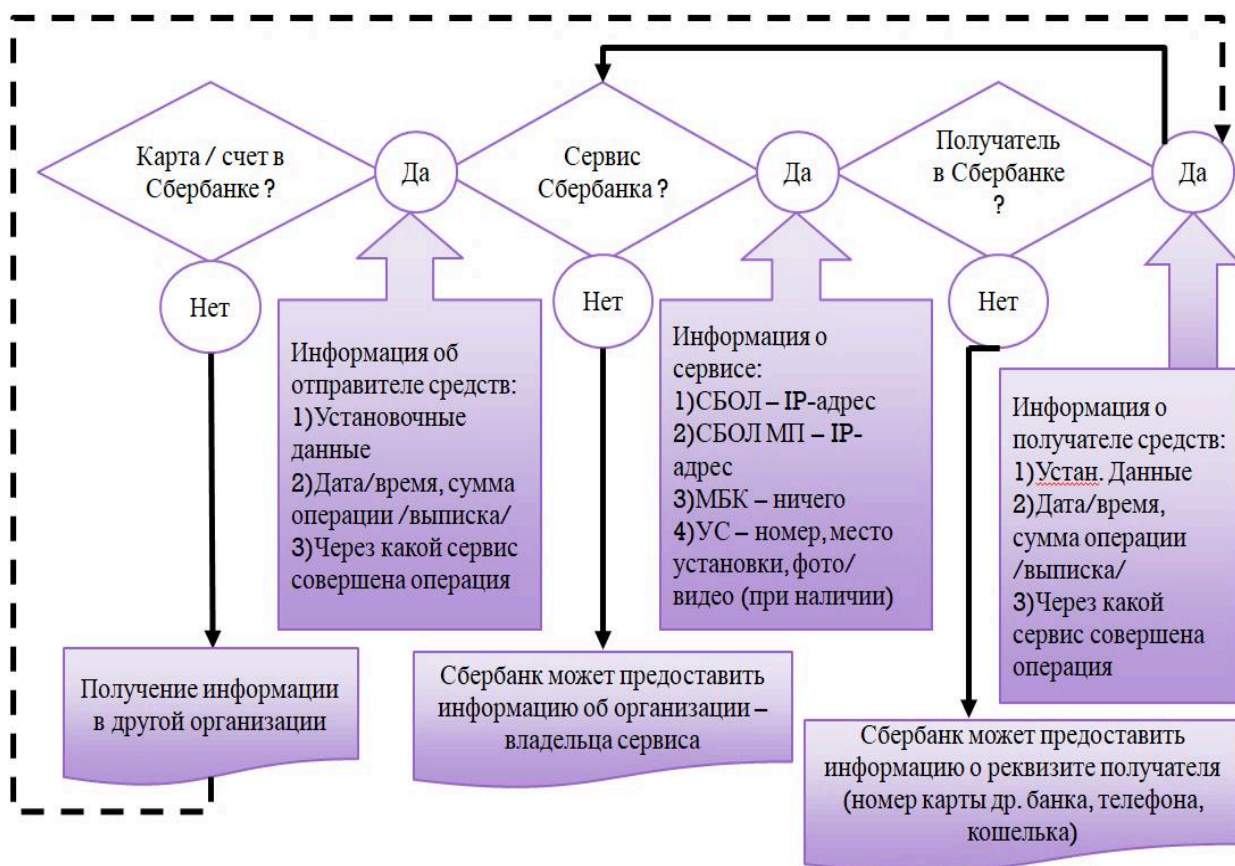 Карта / счет в
Сбербанке ?
Да
Сервис
Сбербанка ?
Да
Получатель
в Сбербанке
?
Да
Нет
Нет
Нет
Информация об
отправителе средств:
1)Установочные
данные
2)Дата/время, сумма
операции /выписка/
3)Через какой сервис
совершена операция
Информация о
сервисе:
1)СБОЛ – IP-адрес
2)СБОЛ МП – IP-
адрес
3)МБК – ничего
4)УС – номер, место
установки, фото/
видео (при наличии)
Информация о
получателе средств:
1)Устан. Данные
2)Дата/время,
сумма операции
/выписка/
3)Через какой
сервис совершена
операция
Получение информации
в другой организации
Сбербанк может предоставить
информацию об организации –
владельца сервиса
Сбербанк может предоставить
информацию о реквизите получателя
(номер карты др. банка, телефона,
кошелька)